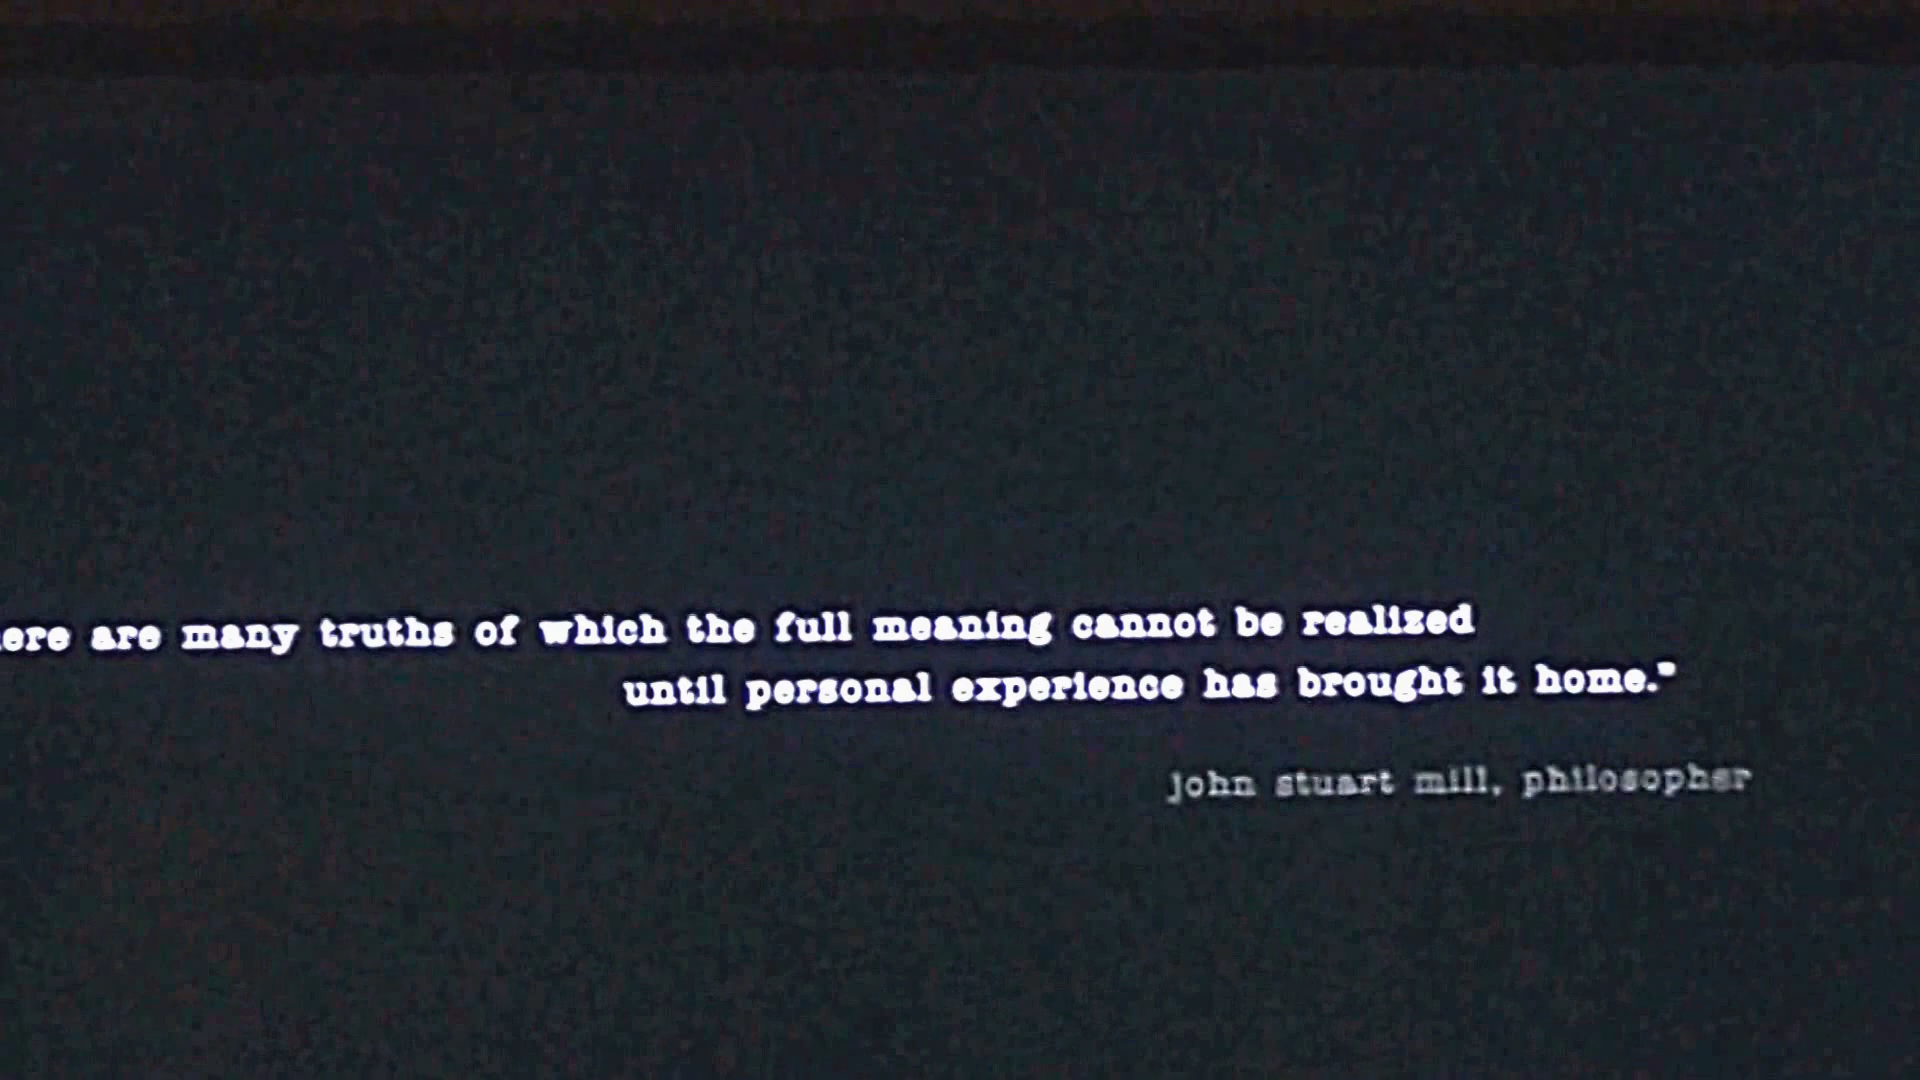 ere are many truths of which the full meaning cannot be realized
until personal experience has brought it home."
john stuart mill, philosopher